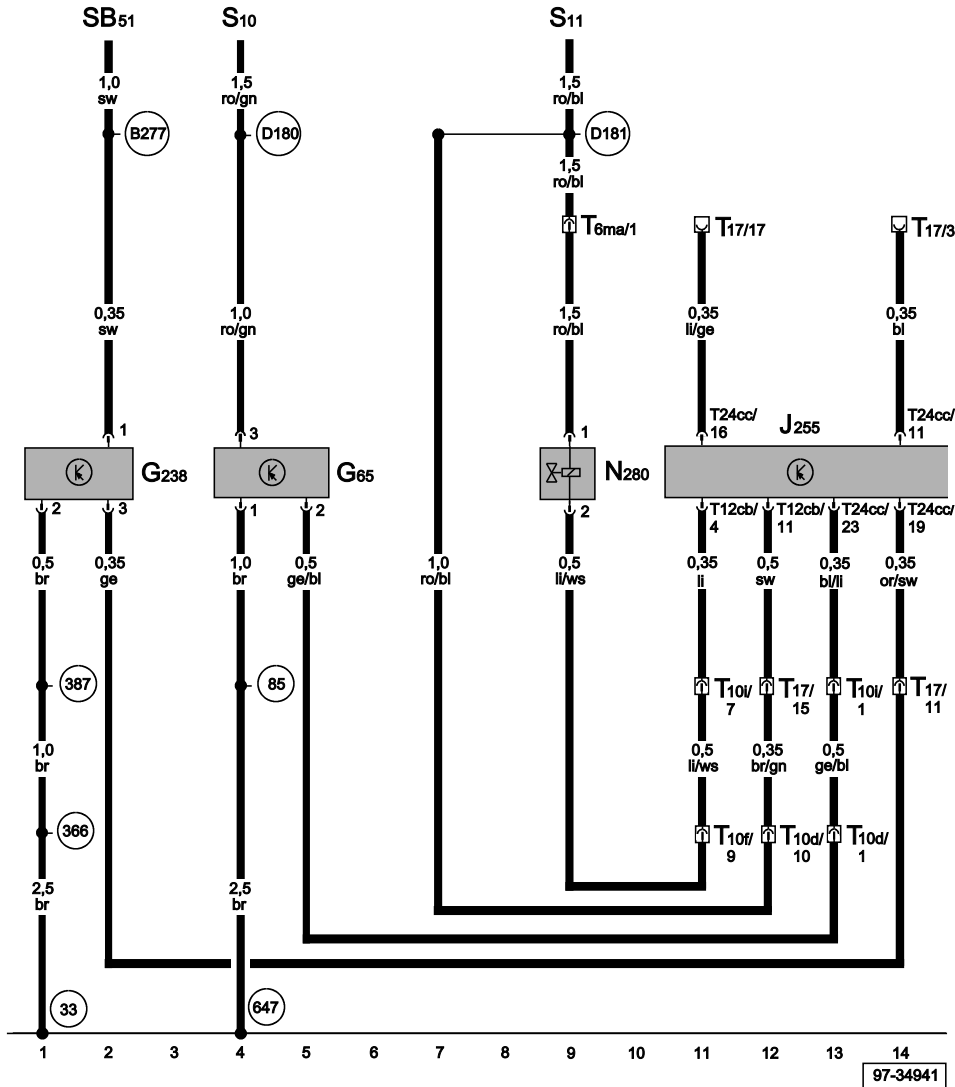 SB51 S10 S11
1,0 1,5 1,5
sw ro/gn ro/bl
B277 D180 D181
1,5
ro/bl
T6ma/1 T17/17 T17/3
0,35 1,0 1,5 0,35 0,35
sw ro/gn ro/bl li/ge bl
T24cc/ J255 T24cc/
1 3 1 16 11
G238 G65 N280
2 3 1 2 2 T12cb/ T12cb/ T24cc/ T24cc/
4 11 23 19
0,5 0,35 1,0 0,5 1,0 0,5 0,35 0,5 0,35 0,35
br ge br ge/bl ro/bl li/ws li sw bl/li or/sw
387 85 T10i/ T17/ T10i/ T17/
7 15 1 11
1,0 0,5 0,35 0,5
br li/ws br/gn ge/bl
366 T10f/ T10d/ T10d/
9 10 1
2,5 2,5
br br
33 647
1 2 3 4 5 6 7 8 9 10 11 12 13 14
97-34941